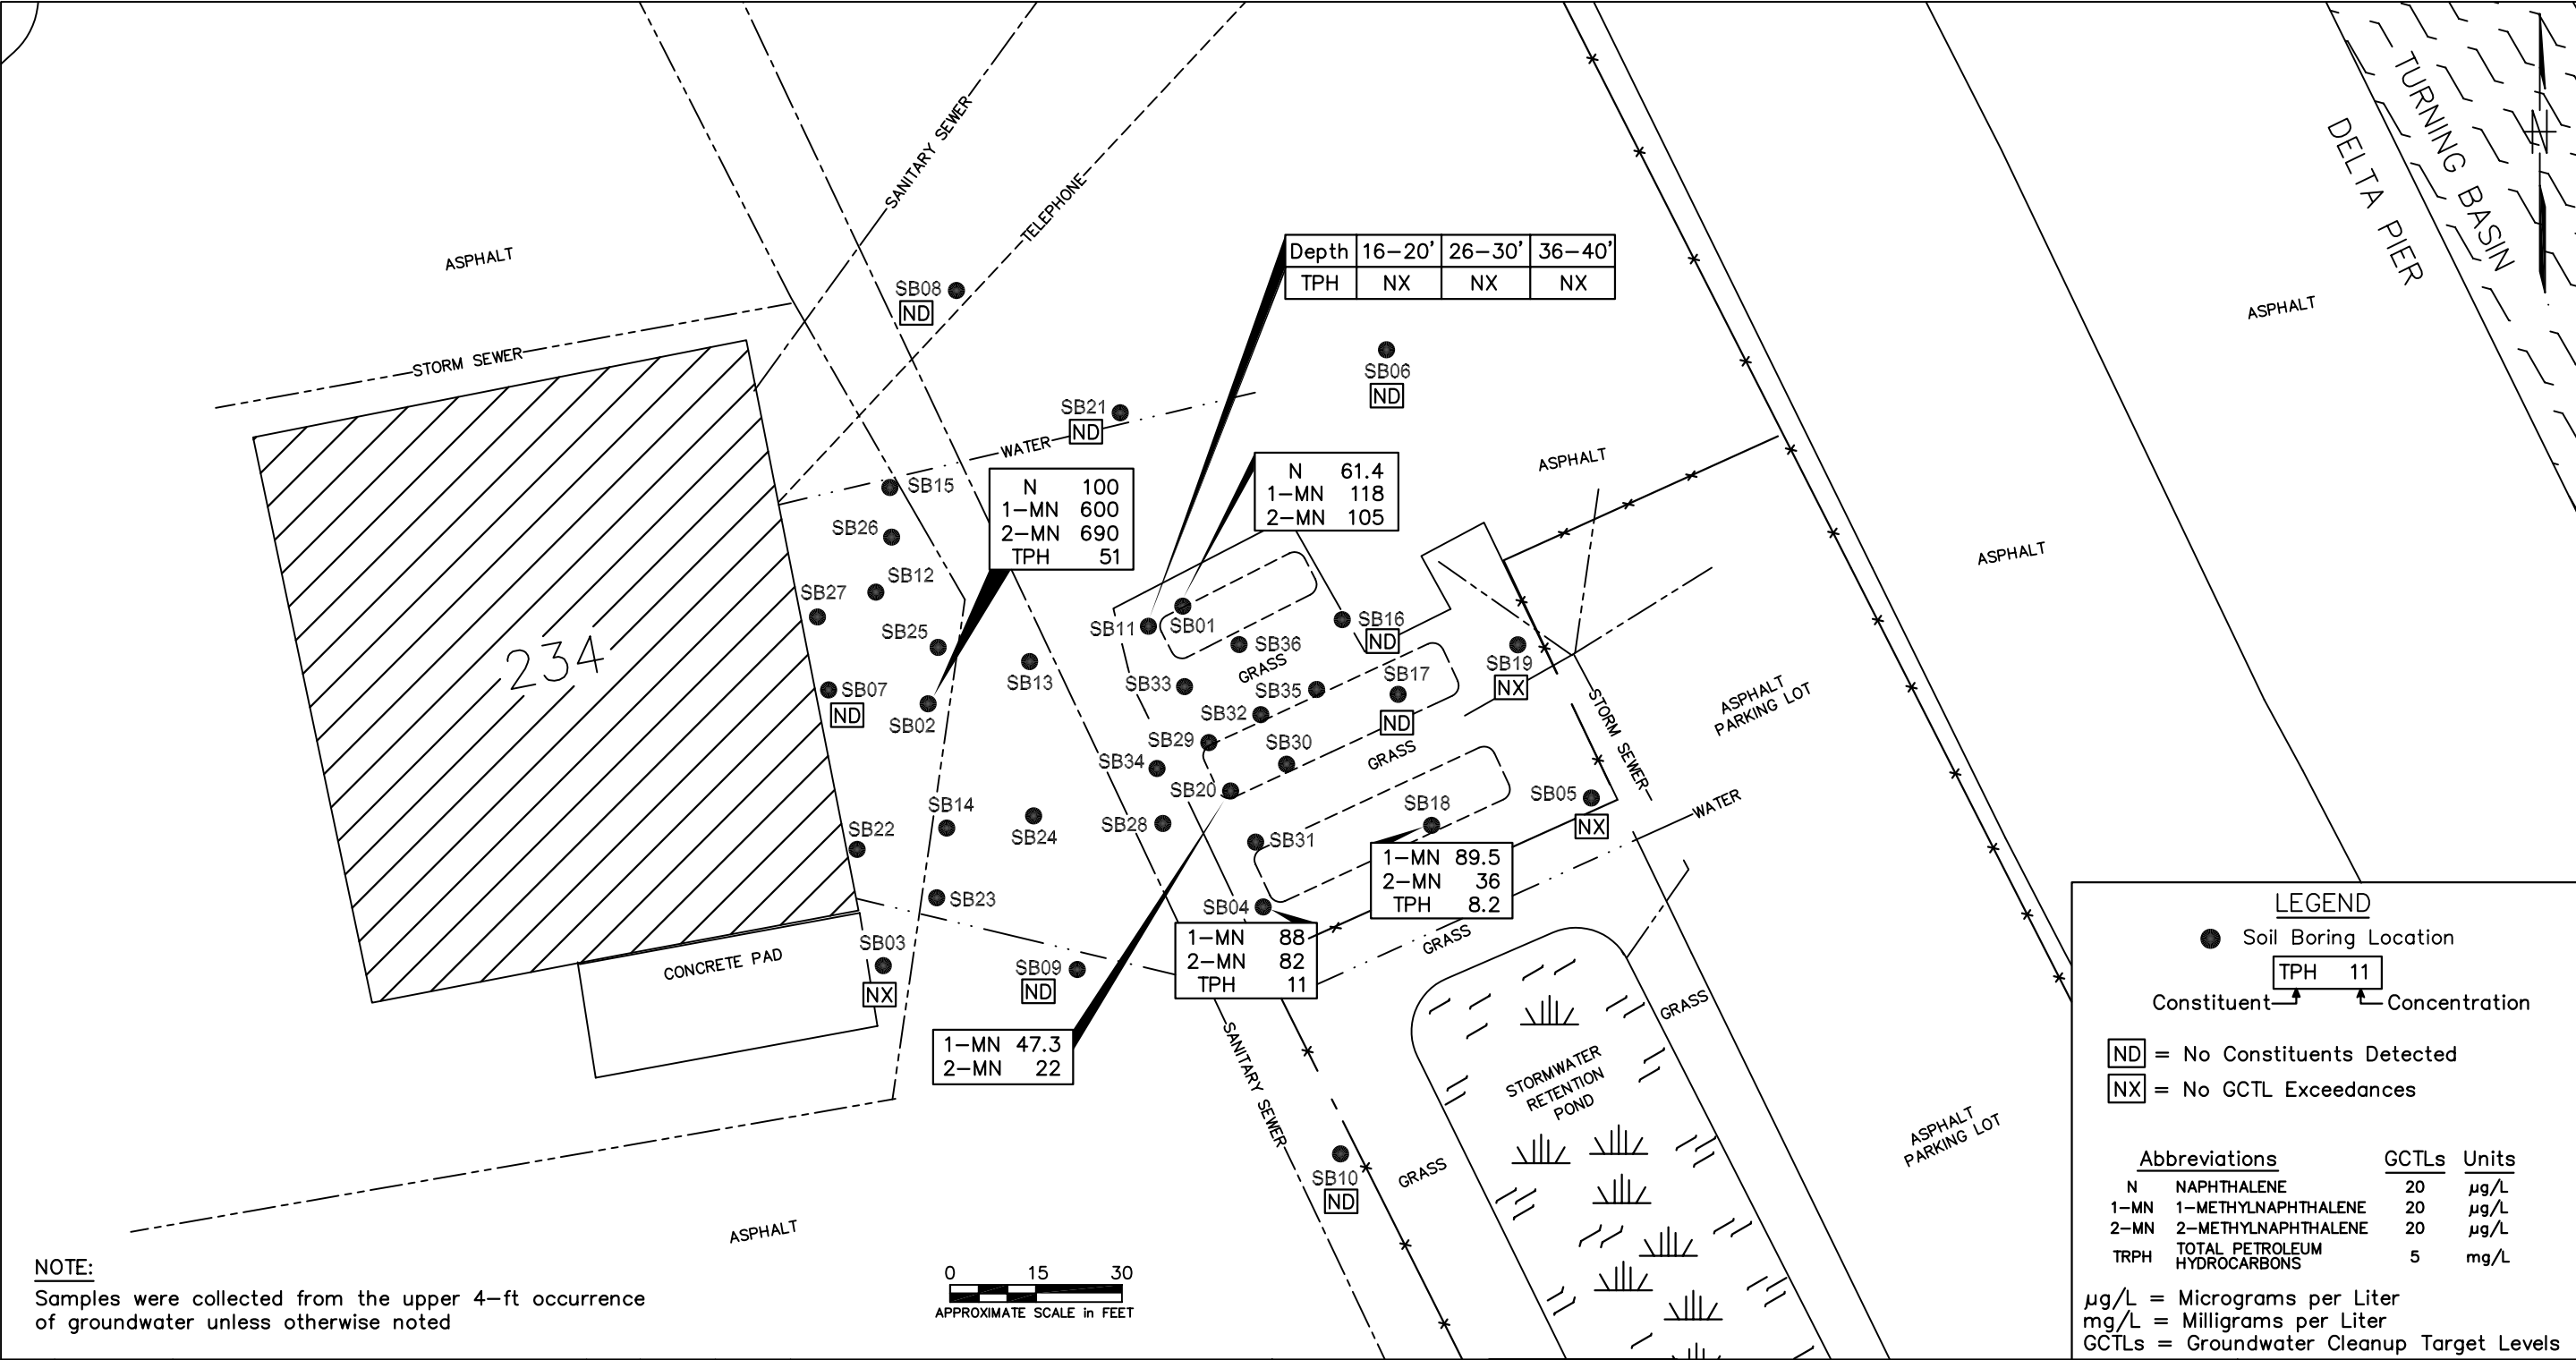 TURNING BASIN
DELTA PIER
N
SANITARY SEWER
TELEPHONE
ASPHALT
ASPHALT
Depth 16-20' 26-30' 36-40'
TPH NX NX NX
SB08
ND
STORM SEWER
SB06
ND
SB21
ND
WATER
ASPHALT
N 61.4
1-MN 118
2-MN 105
SB15
N 100
1-MN 600
2-MN 690
TPH 51
SB26
ASPHALT
SB12
SB27
SB25
SB11
SB01
SB16
ND
SB36
GRASS
234
SB19
NX
SB13
SB33
SB35
SB17
ND
SB07
ND
SB02
SB32
STORM SEWER
ASPHALT
PARKING LOT
SB29
SB30
GRASS
SB34
SB20
SB05
NX
WATER
SB14
SB24
SB28
SB18
SB22
SB31
1-MN 89.5
2-MN 36
TPH 8.2
SB23
SB04
1-MN 88
2-MN 82
TPH 11
GRASS
SB03
NX
CONCRETE PAD
SB09
ND
GRASS
1-MN 47.3
2-MN 22
SANITARY SEWER
STORMWATER
RETENTION
POND
ASPHALT
PARKING LOT
SB10
ND
GRASS
ASPHALT
NOTE:
Samples were collected from the upper 4-ft occurrence
of groundwater unless otherwise noted
0 15 30
APPROXIMATE SCALE in FEET
LEGEND
Soil Boring Location
TPH 11
Constituent Concentration
ND = No Constituents Detected
NX = No GCTL Exceedances
Abbreviations GCTLs Units
N NAPHTHALENE 20 µg/L
1-MN 1-METHYLNAPHTHALENE 20 µg/L
2-MN 2-METHYLNAPHTHALENE 20 µg/L
TRPH TOTAL PETROLEUM HYDROCARBONS 5 mg/L
µg/L = Micrograms per Liter
mg/L = Milligrams per Liter
GCTLs = Groundwater Cleanup Target Levels